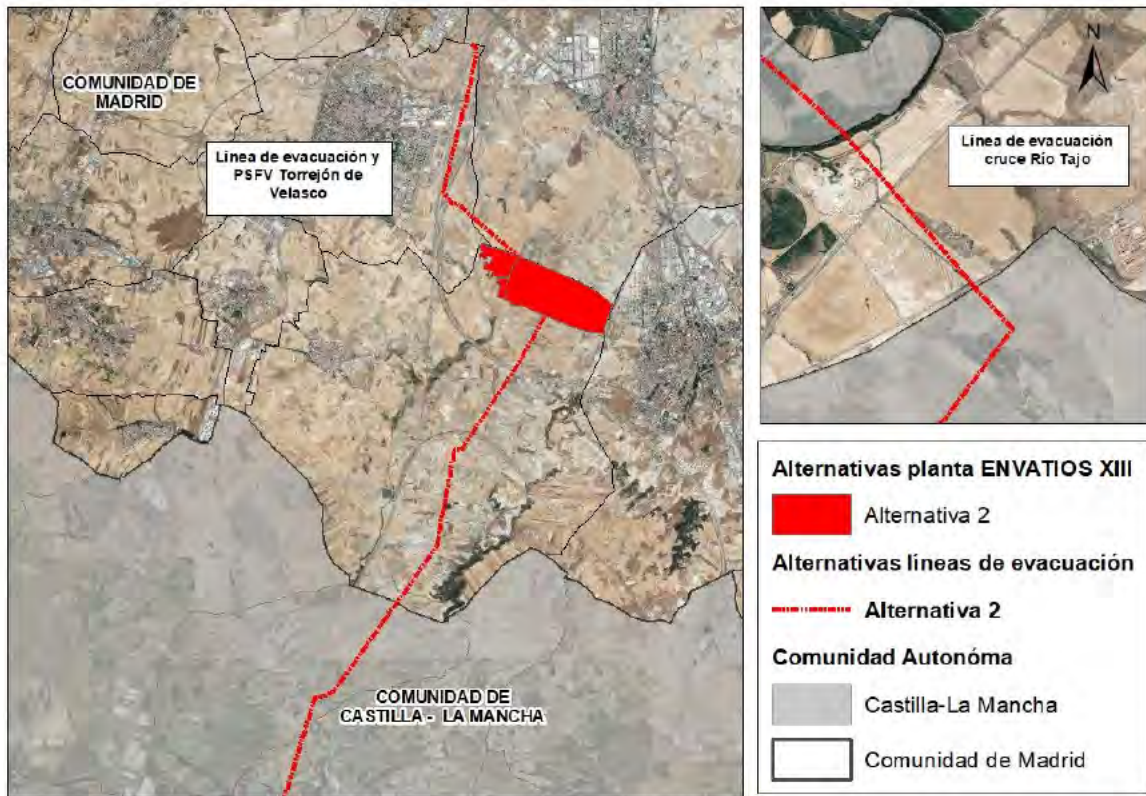 COMUNIDAD DE
MADRID
Línea de evacuación y
PSFV Torrejón de
Velasco
COMUNIDAD DE
CASTILLA - LA MANCHA
N
Línea de evacuación
cruce Río Tajo
Alternativas planta ENVATIOS XIII
Alternativa 2
Alternativas líneas de evacuación
Alternativa 2
Comunidad Autonóma
Castilla-La Mancha
Comunidad de Madrid